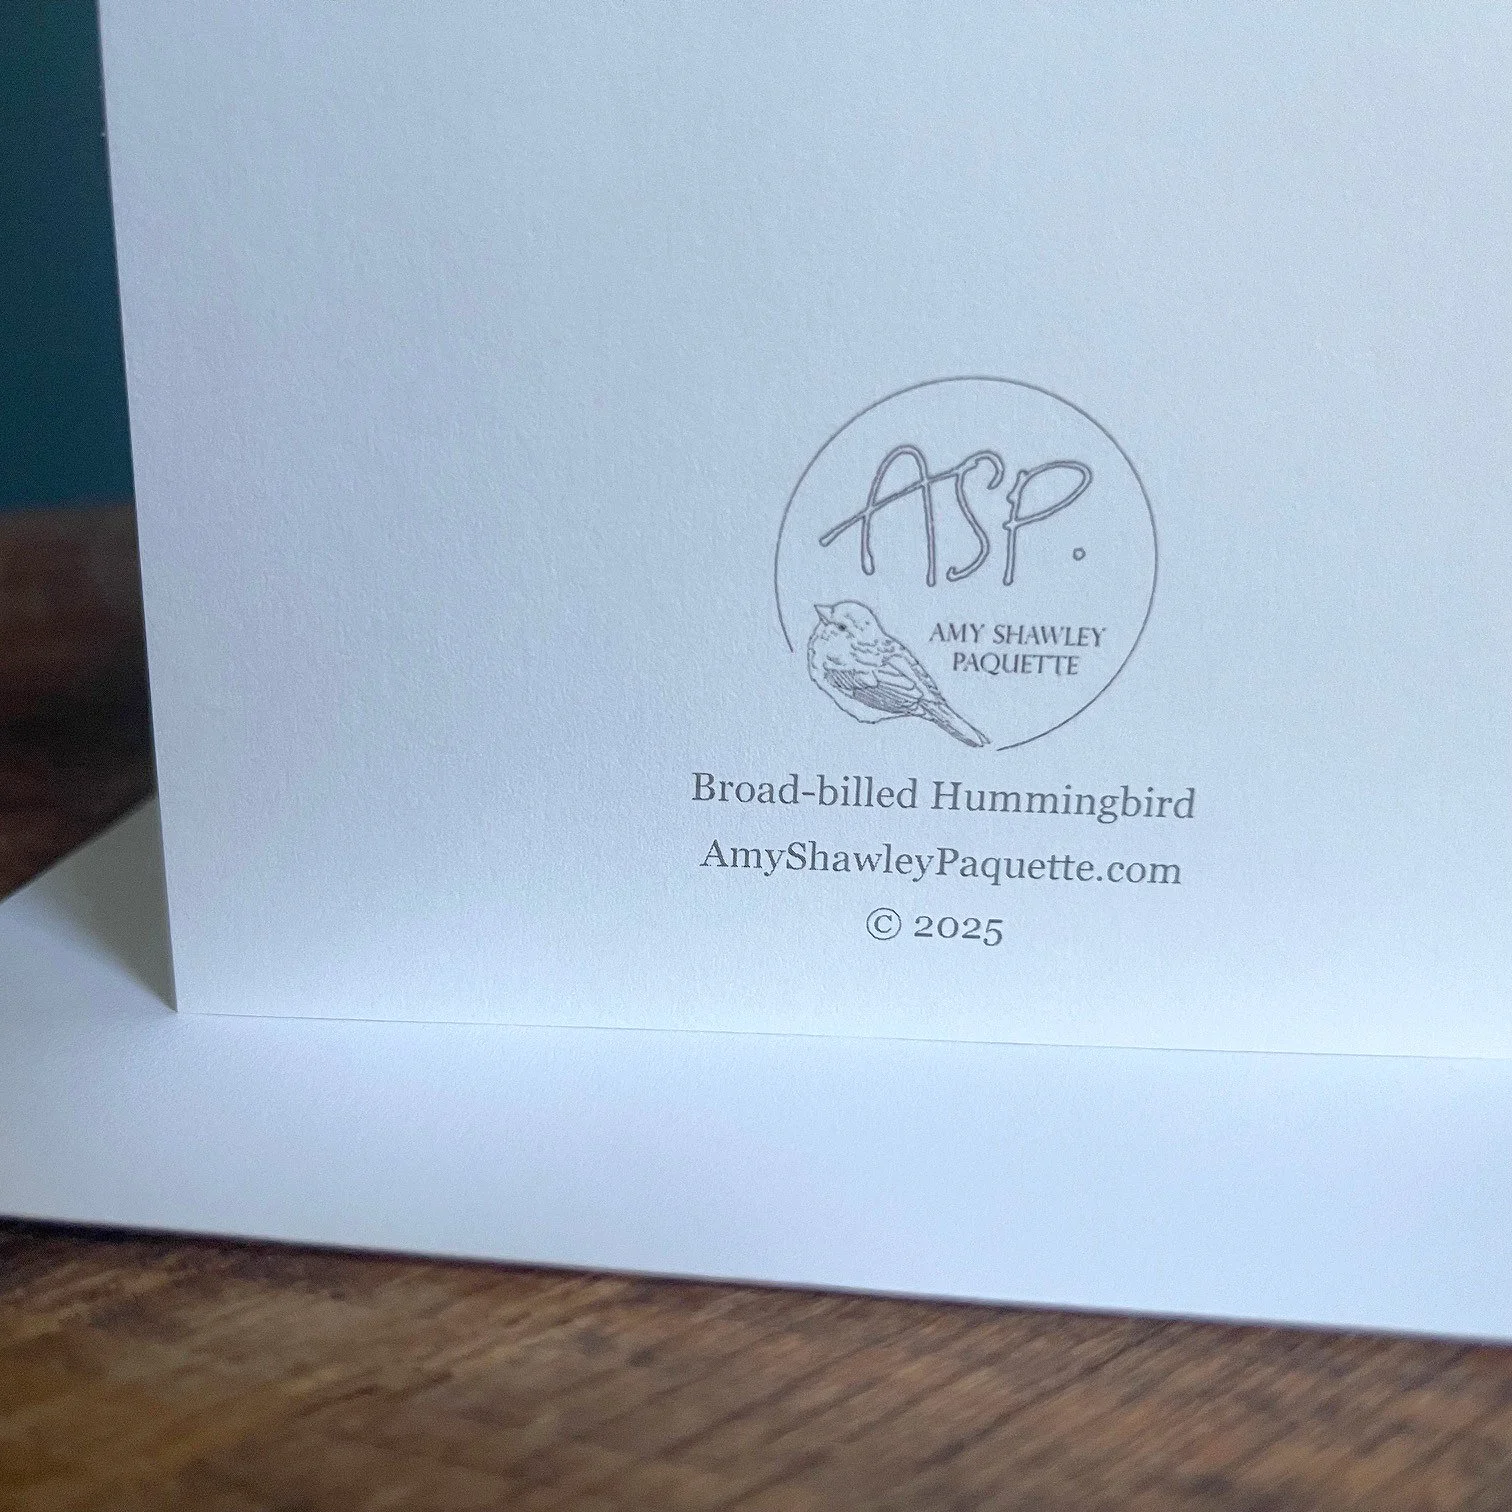 ASP.
AMY SHAWLEY
PAQUETTE
Broad-billed Hummingbird
AmyShawleyPaquette.com
© 2025